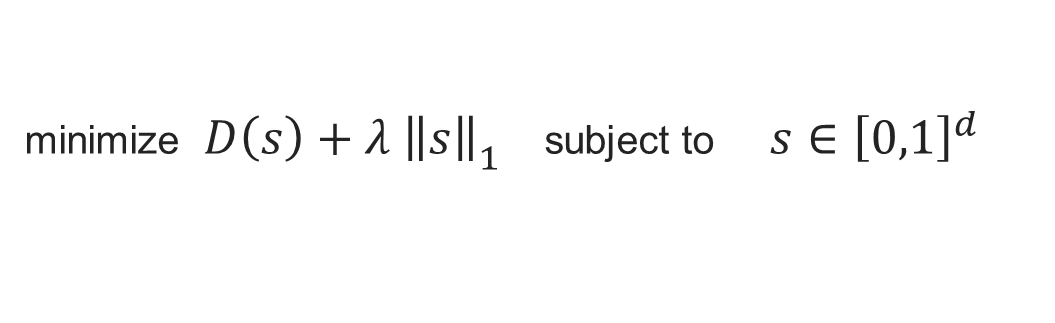 minimize D(s) + λ ‖s‖₁ subject to s ∈ [0,1]ᵈ